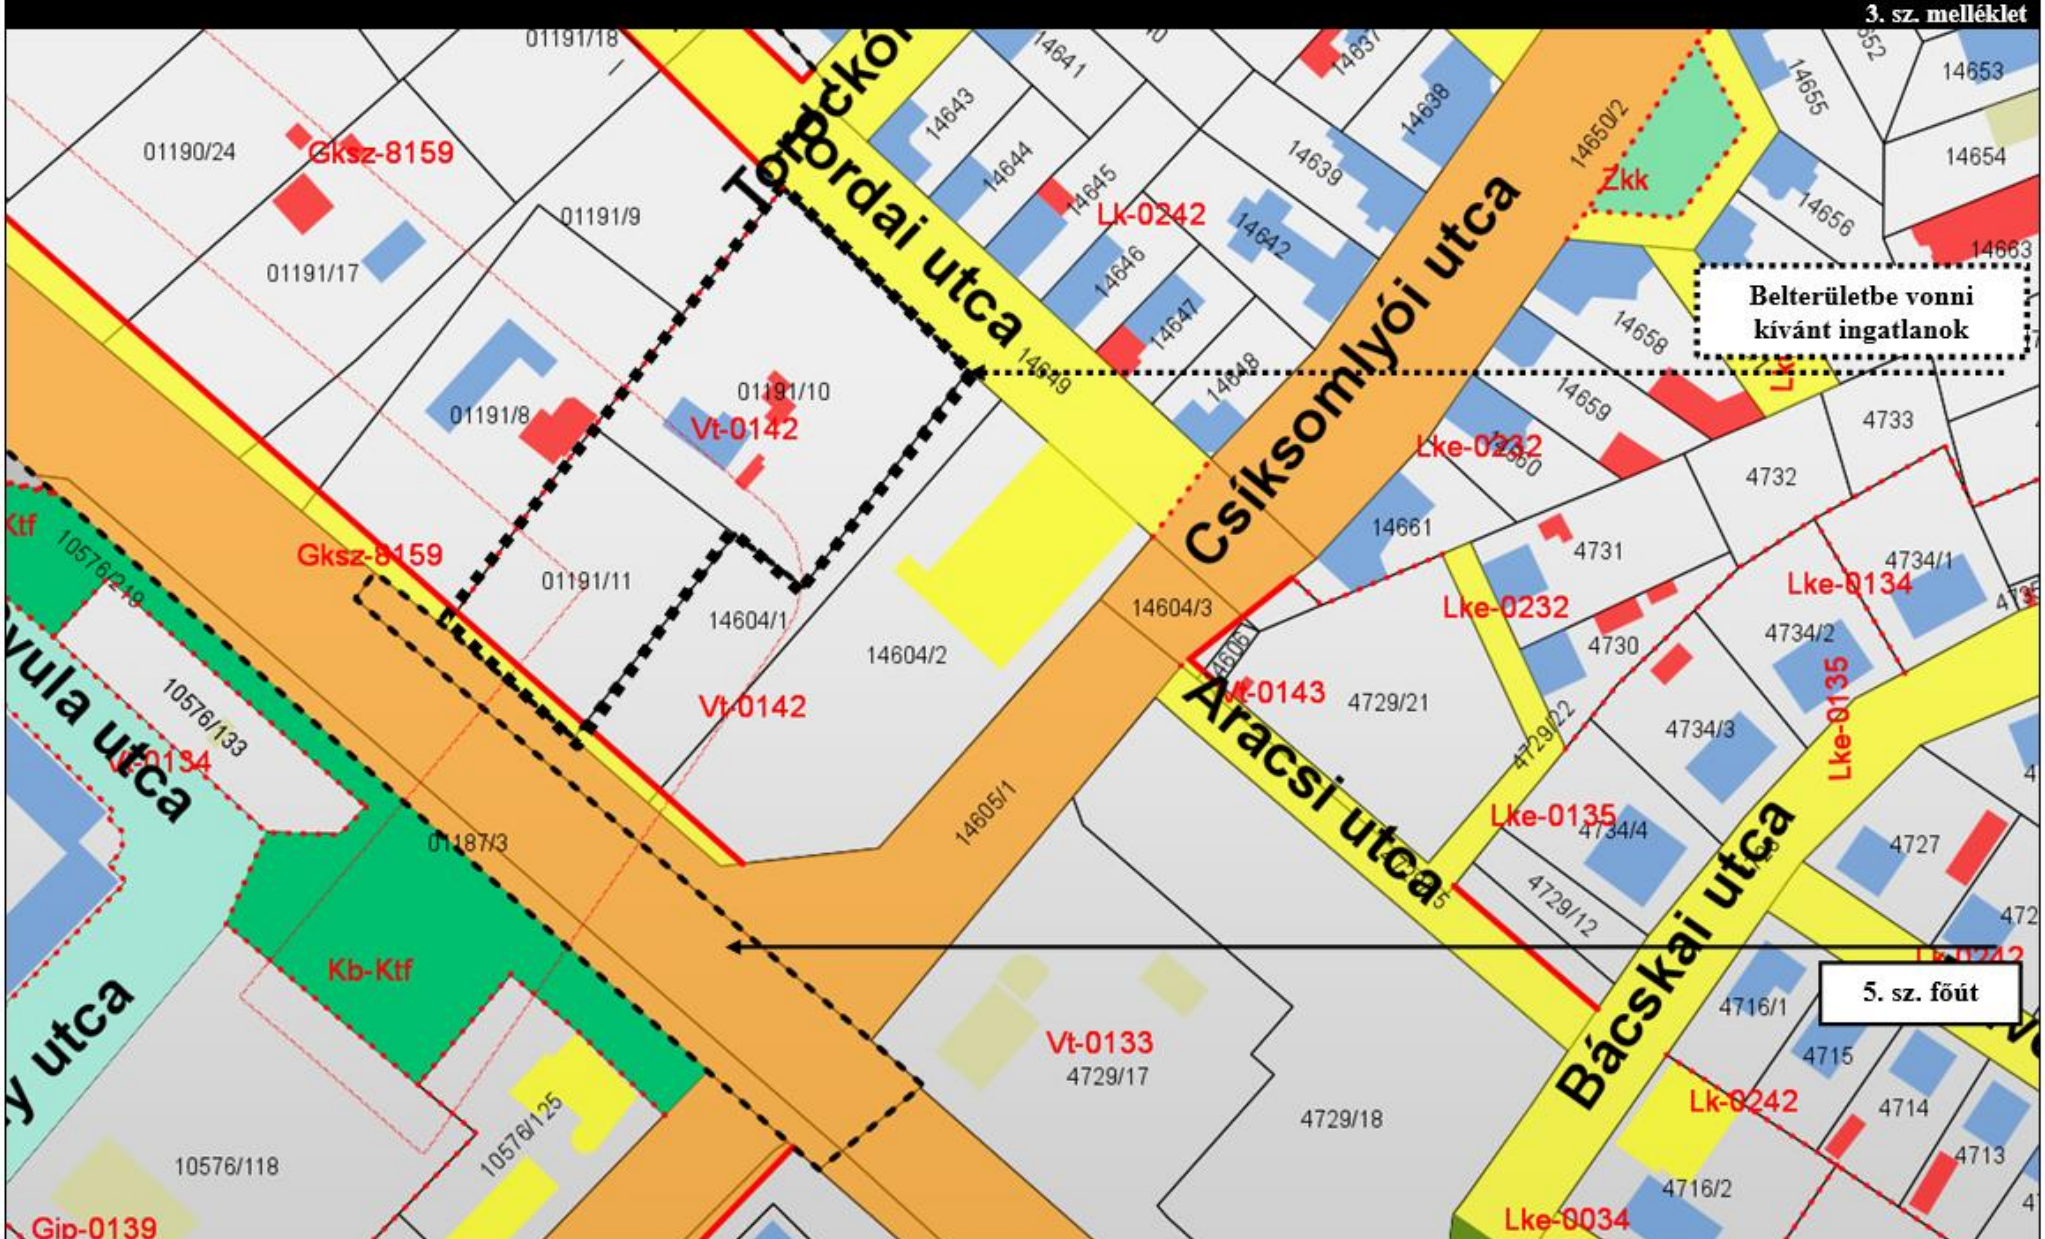 3. sz. melléklet
01191/18
14641
14637
14638
14650/2
14655
14653
14654
14643
14644
14645
14639
01190/24
Gksz-8159
Zkk
Lk-0242
14642
14656
14663
01191/9
01191/17
Tordai utca
14646
14647
14648
14649
Csíksomlyói utca
Belterületbe vonni
kívánt ingatlanok
14658
14659
01191/10
01191/8
Vt-0142
Lke-0232
4733
4732
14661
4731
Ktf
10576/219
Gksz-8159
01191/11
14604/1
14604/2
14604/3
Lke-0232
Lke-0134
4734/1
4734/2
4730
Vt-0142
Vt-0143
4729/21
4729/22
4734/3
Lke-0135
10576/133
Vt-0134
Aracsi utca
14605/1
Lke-0135
4734/4
4727
01187/3
4729/12
Bácskai utca
Kb-Ktf
Lk-0242
5. sz. főút
4716/1
4715
Vt-0133
4729/17
4729/18
Lk-0242
4714
4713
10576/125
10576/118
4716/2
Lke-0034
Gip-0139